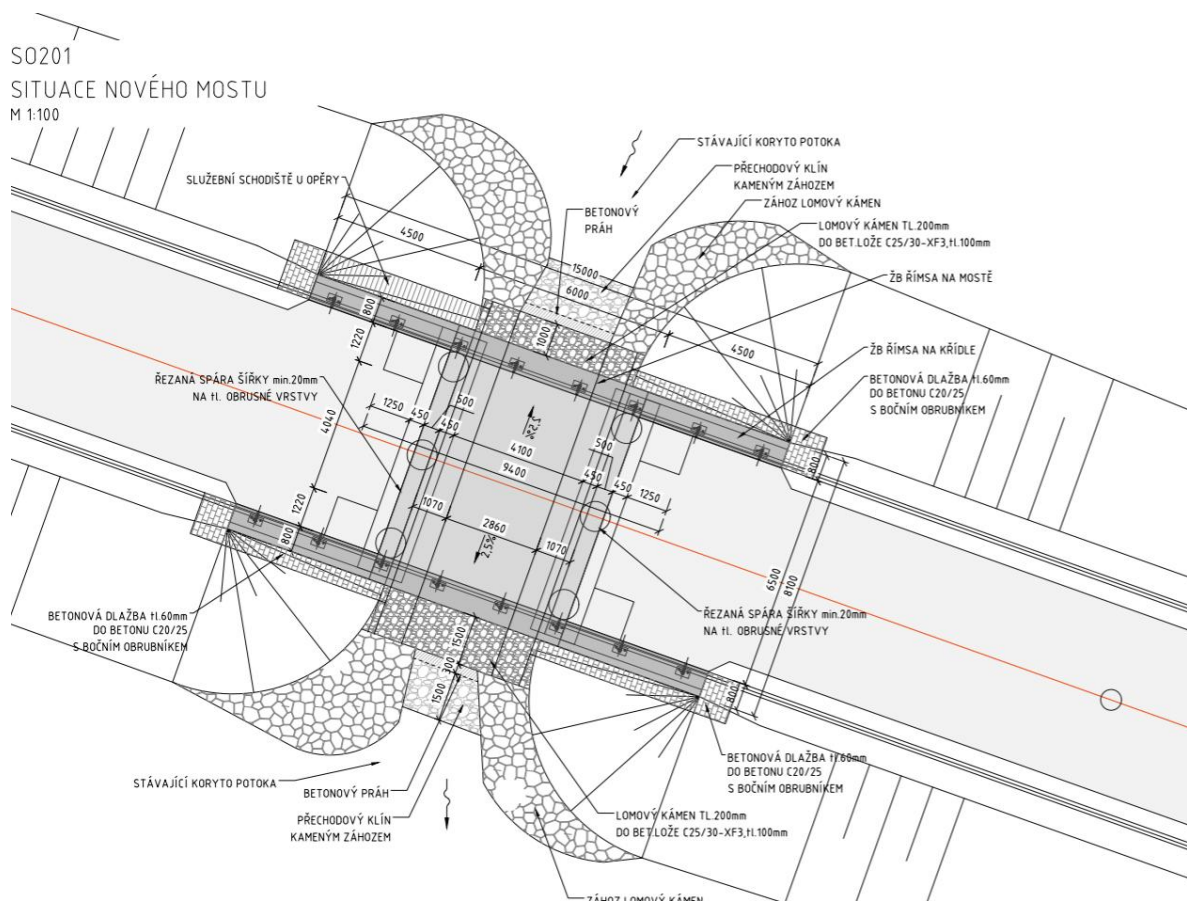 SO201
SITUACE NOVÉHO MOSTU
M 1:100
STÁVAJÍCÍ KORYTO POTOKA
PŘECHODOVÝ KLÍN
KAMENÝM ZÁHOZEM
ZÁHOZ LOMOVÝ KÁMEN
SLUŽEBNÍ SCHODIŠTĚ U OPĚRY
BETONOVÝ
PRÁH
LOMOVÝ KÁMEN TL.200mm
DO BET.LOŽE C25/30-XF3,tl.100mm
ŽB ŘÍMSA NA MOSTĚ
4500
15000
6000
4500
800
1220
1000
ŽB ŘÍMSA NA KŘÍDLE
BETONOVÁ DLAŽBA tl.60mm
DO BETONU C20/25
S BOČNÍM OBRUBNÍKEM
ŘEZANÁ SPÁRA ŠÍŘKY min.20mm
NA tl. OBRUSNÉ VRSTVY
1250
450
450
500
2,5%
4040
4100
9400
500
450
450
1250
800
1070
2860
1070
2,5%
1220
800
6500
8100
BETONOVÁ DLAŽBA tl.60mm
DO BETONU C20/25
S BOČNÍM OBRUBNÍKEM
ŘEZANÁ SPÁRA ŠÍŘKY min.20mm
NA tl. OBRUSNÉ VRSTVY
1500
300
1500
800
STÁVAJÍCÍ KORYTO POTOKA
BETONOVÝ PRÁH
PŘECHODOVÝ KLÍN
KAMENÝM ZÁHOZEM
BETONOVÁ DLAŽBA tl.60mm
DO BETONU C20/25
S BOČNÍM OBRUBNÍKEM
LOMOVÝ KÁMEN TL.200mm
DO BET.LOŽE C25/30-XF3,tl.100mm
ZÁHOZ LOMOVÝ KÁMEN